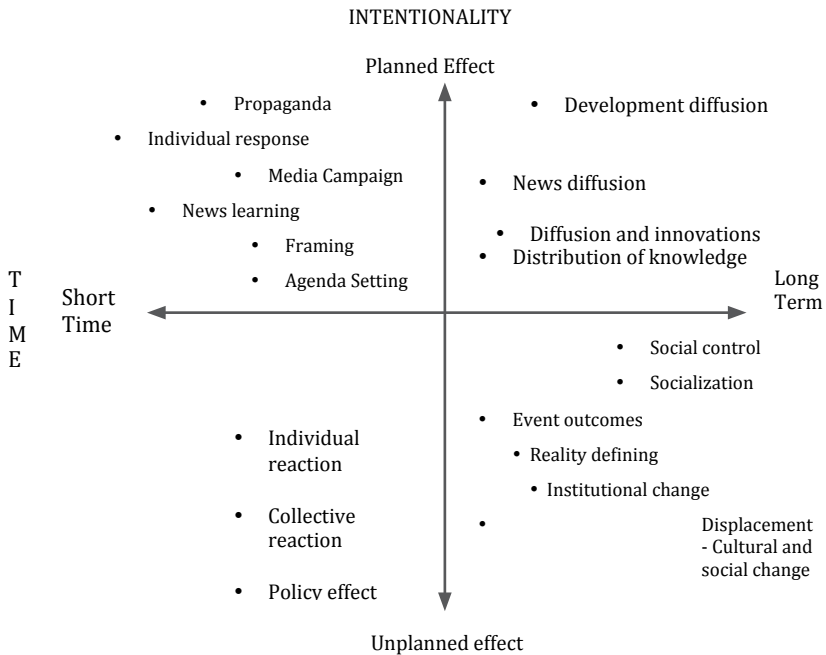 INTENTIONALITY
Planned Effect
• Propaganda
• Individual response
• Media Campaign
• News learning
• Framing
• Agenda Setting
• Development diffusion
• News diffusion
• Diffusion and innovations
• Distribution of knowledge
T
I
M
E
Short
Time
Long
Term
• Individual
reaction
• Collective
reaction
• Policy effect
• Social control
• Socialization
• Event outcomes
• Reality defining
• Institutional change
• Displacement
- Cultural and
social change
Unplanned effect